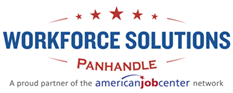 WORKFORCE SOLUTIONS
PANHANDLE
A proud partner of the americanjobcenter network